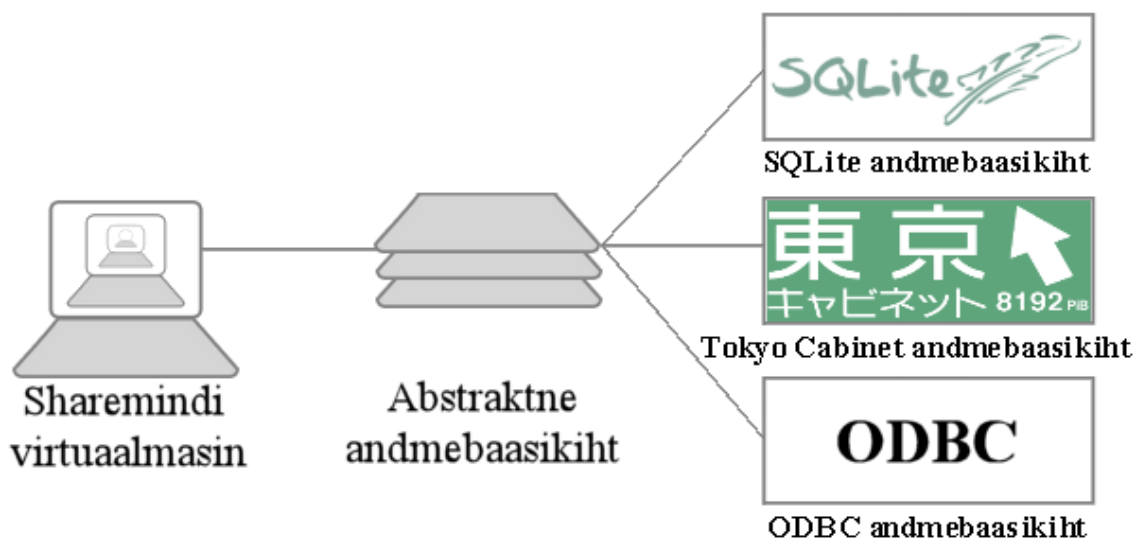 SQLite
SQLite andmebaasikiht
東京
キャビネット 8192 PiB
Tokyo Cabinet andmebaasikiht
Sharemindi
virtuaalmasin
Abstraktne
andmebaasikiht
ODBC
ODBC andmebaasikiht